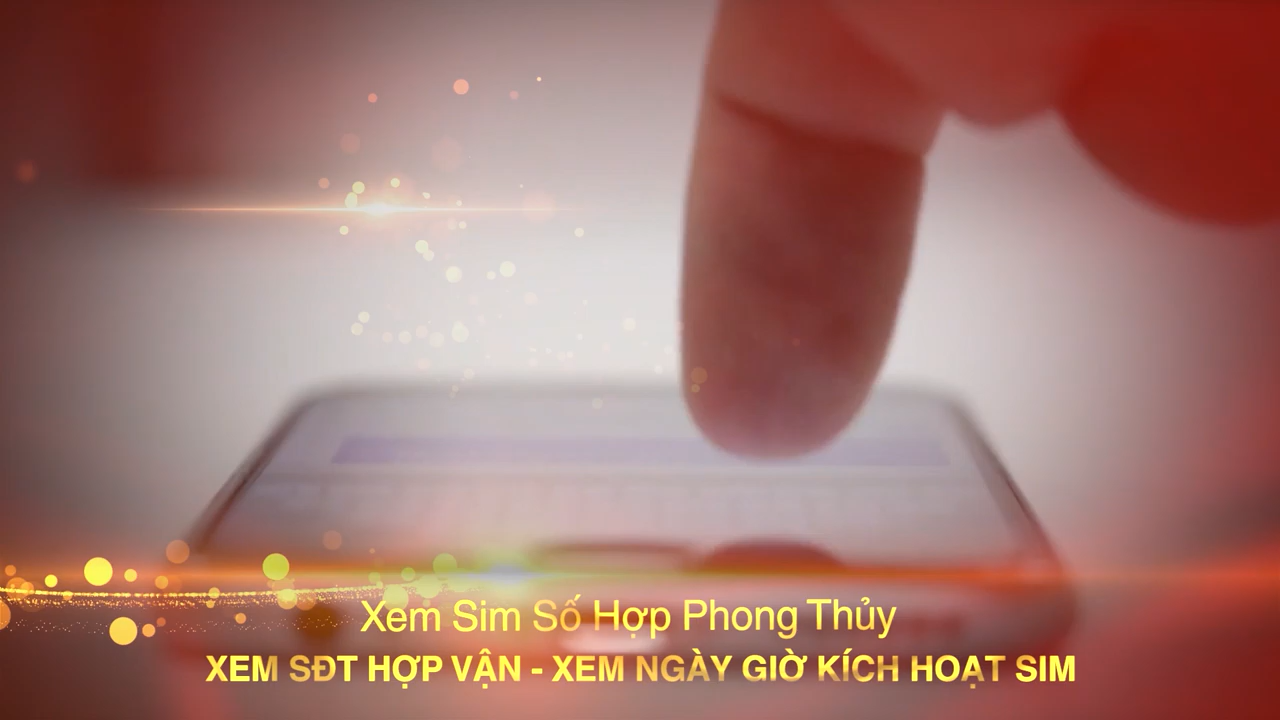 Xem Sim Số Hợp Phong Thủy
XEM SĐT HỢP VẬN - XEM NGÀY GIỜ KÍCH HOẠT SIM